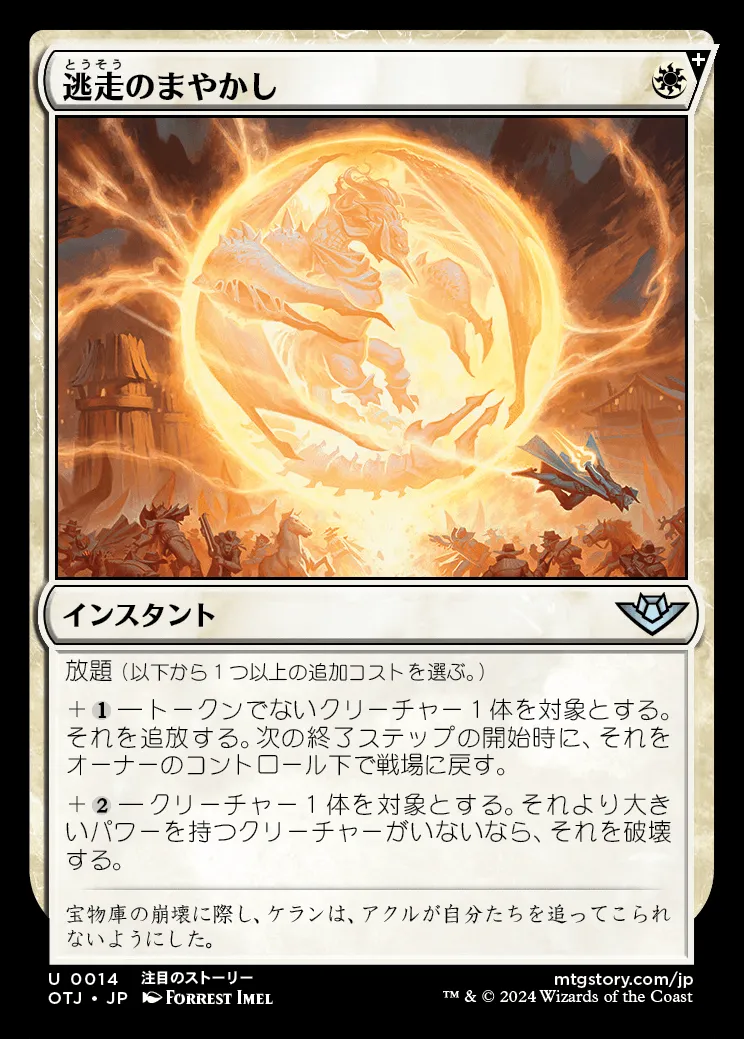 とうそう
逃走のまやかし
+
インスタント
放題(以下から1つ以上の追加コストを選ぶ。)
+1―トークンでないクリーチャー1体を対象とする。
それを追放する。次の終了ステップの開始時に、それを
オーナーのコントロール下で戦場に戻す。
+2―クリーチャー1体を対象とする。それより大き
いパワーを持つクリーチャーがいないなら、それを破壊
する。
宝物庫の崩壊に際し、ケランは、アクルが自分たちを追ってこられ
ないようにした。
U 0014 注目のストーリー mtgstory.com/jp
OTJ • JP FORREST IMEL ™ & © 2024 Wizards of the Coast